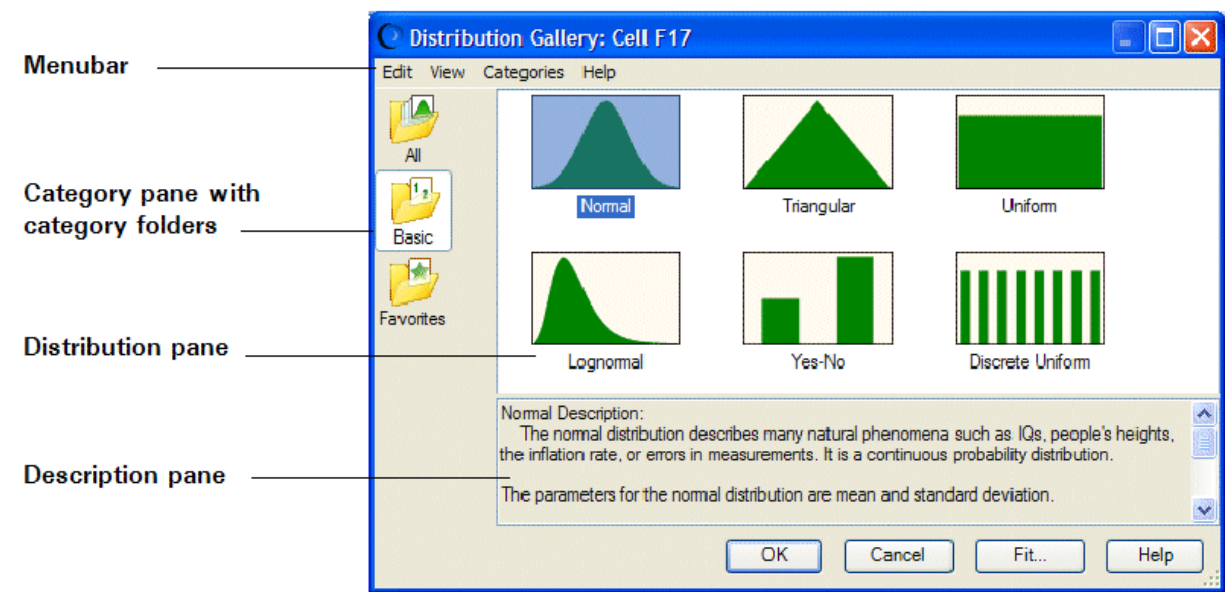 Distribution Gallery: Cell F17
Menubar
Edit View Categories Help
All
Normal Triangular Uniform
Category pane with
category folders
Basic
Favorites
Distribution pane
Lognormal Yes-No Discrete Uniform
Normal Description:
The normal distribution describes many natural phenomena such as IQs, people's heights,
the inflation rate, or errors in measurements. It is a continuous probability distribution.
Description pane
The parameters for the normal distribution are mean and standard deviation.
OK Cancel Fit... Help